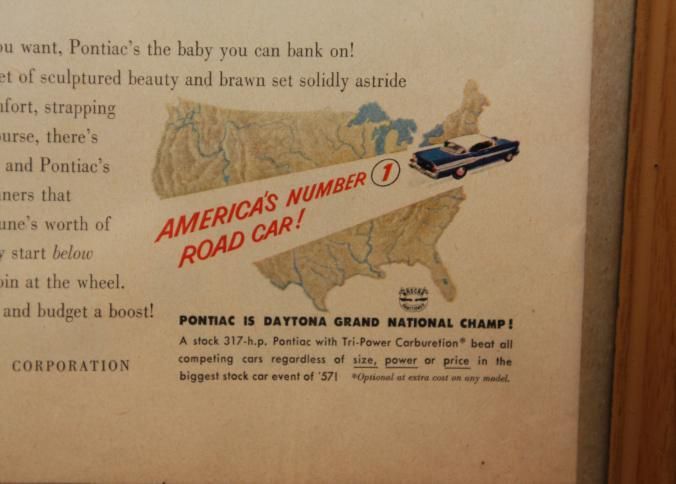 you want, Pontiac's the baby you can bank on!
et of sculptured beauty and brawn set solidly astride
nfort, strapping
ourse, there's
and Pontiac's
ners that
une's worth of
y start below
oin at the wheel.
and budget a boost!
CORPORATION
AMERICA'S NUMBER 1
ROAD CAR!
PONTIAC IS DAYTONA GRAND NATIONAL CHAMP!
A stock 317-h.p. Pontiac with Tri-Power Carburetion* beat all
competing cars regardless of size, power or price in the
biggest stock car event of '57! *Optional at extra cost on any model.